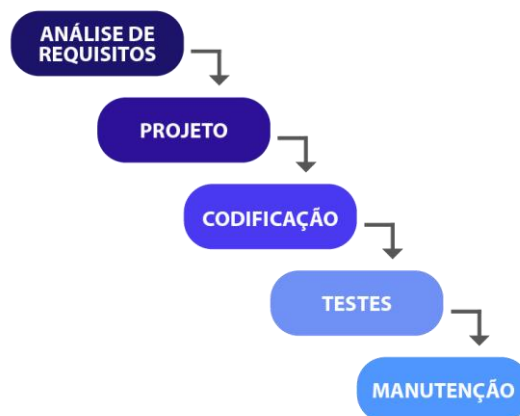 ANÁLISE DE
REQUISITOS
PROJETO
CODIFICAÇÃO
TESTES
MANUTENÇÃO